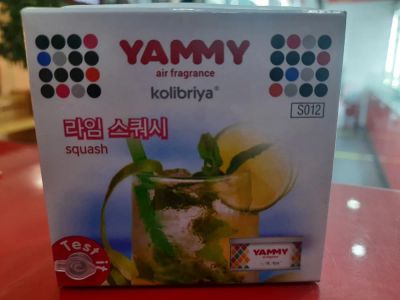 YAMMY
air fragrance
kolibriya®
S012
라임 스쿼시
squash
Test it
YAMMY